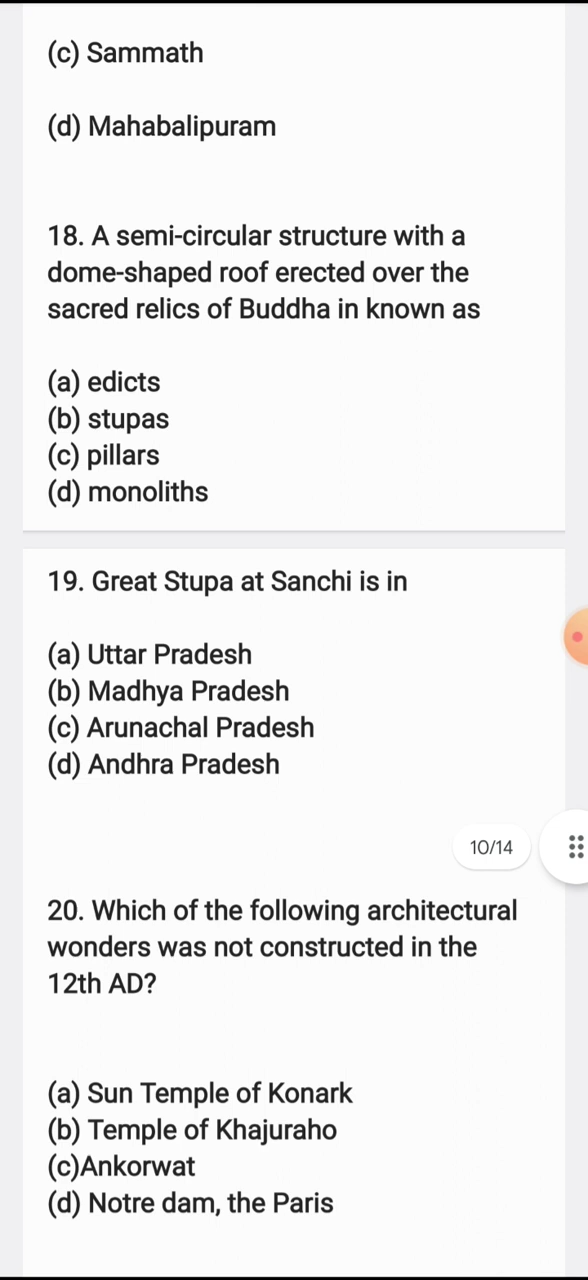 (c) Sammath
(d) Mahabalipuram
18. A semi-circular structure with a
dome-shaped roof erected over the
sacred relics of Buddha in known as
(a) edicts
(b) stupas
(c) pillars
(d) monoliths
19. Great Stupa at Sanchi is in
(a) Uttar Pradesh
(b) Madhya Pradesh
(c) Arunachal Pradesh
(d) Andhra Pradesh
10/14
20. Which of the following architectural
wonders was not constructed in the
12th AD?
(a) Sun Temple of Konark
(b) Temple of Khajuraho
(c)Ankorwat
(d) Notre dam, the Paris